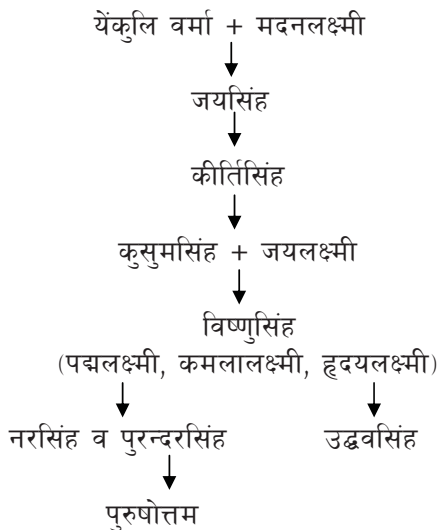 येंकुलि वर्मा + मदनलक्ष्मी
जयसिंह
कीर्तिसिंह
कुसुमसिंह + जयलक्ष्मी
विष्णुसिंह
(पद्मलक्ष्मी, कमलालक्ष्मी, हृदयलक्ष्मी)
नरसिंह व पुरन्दरसिंह उद्धवसिंह
पुरुषोत्तम